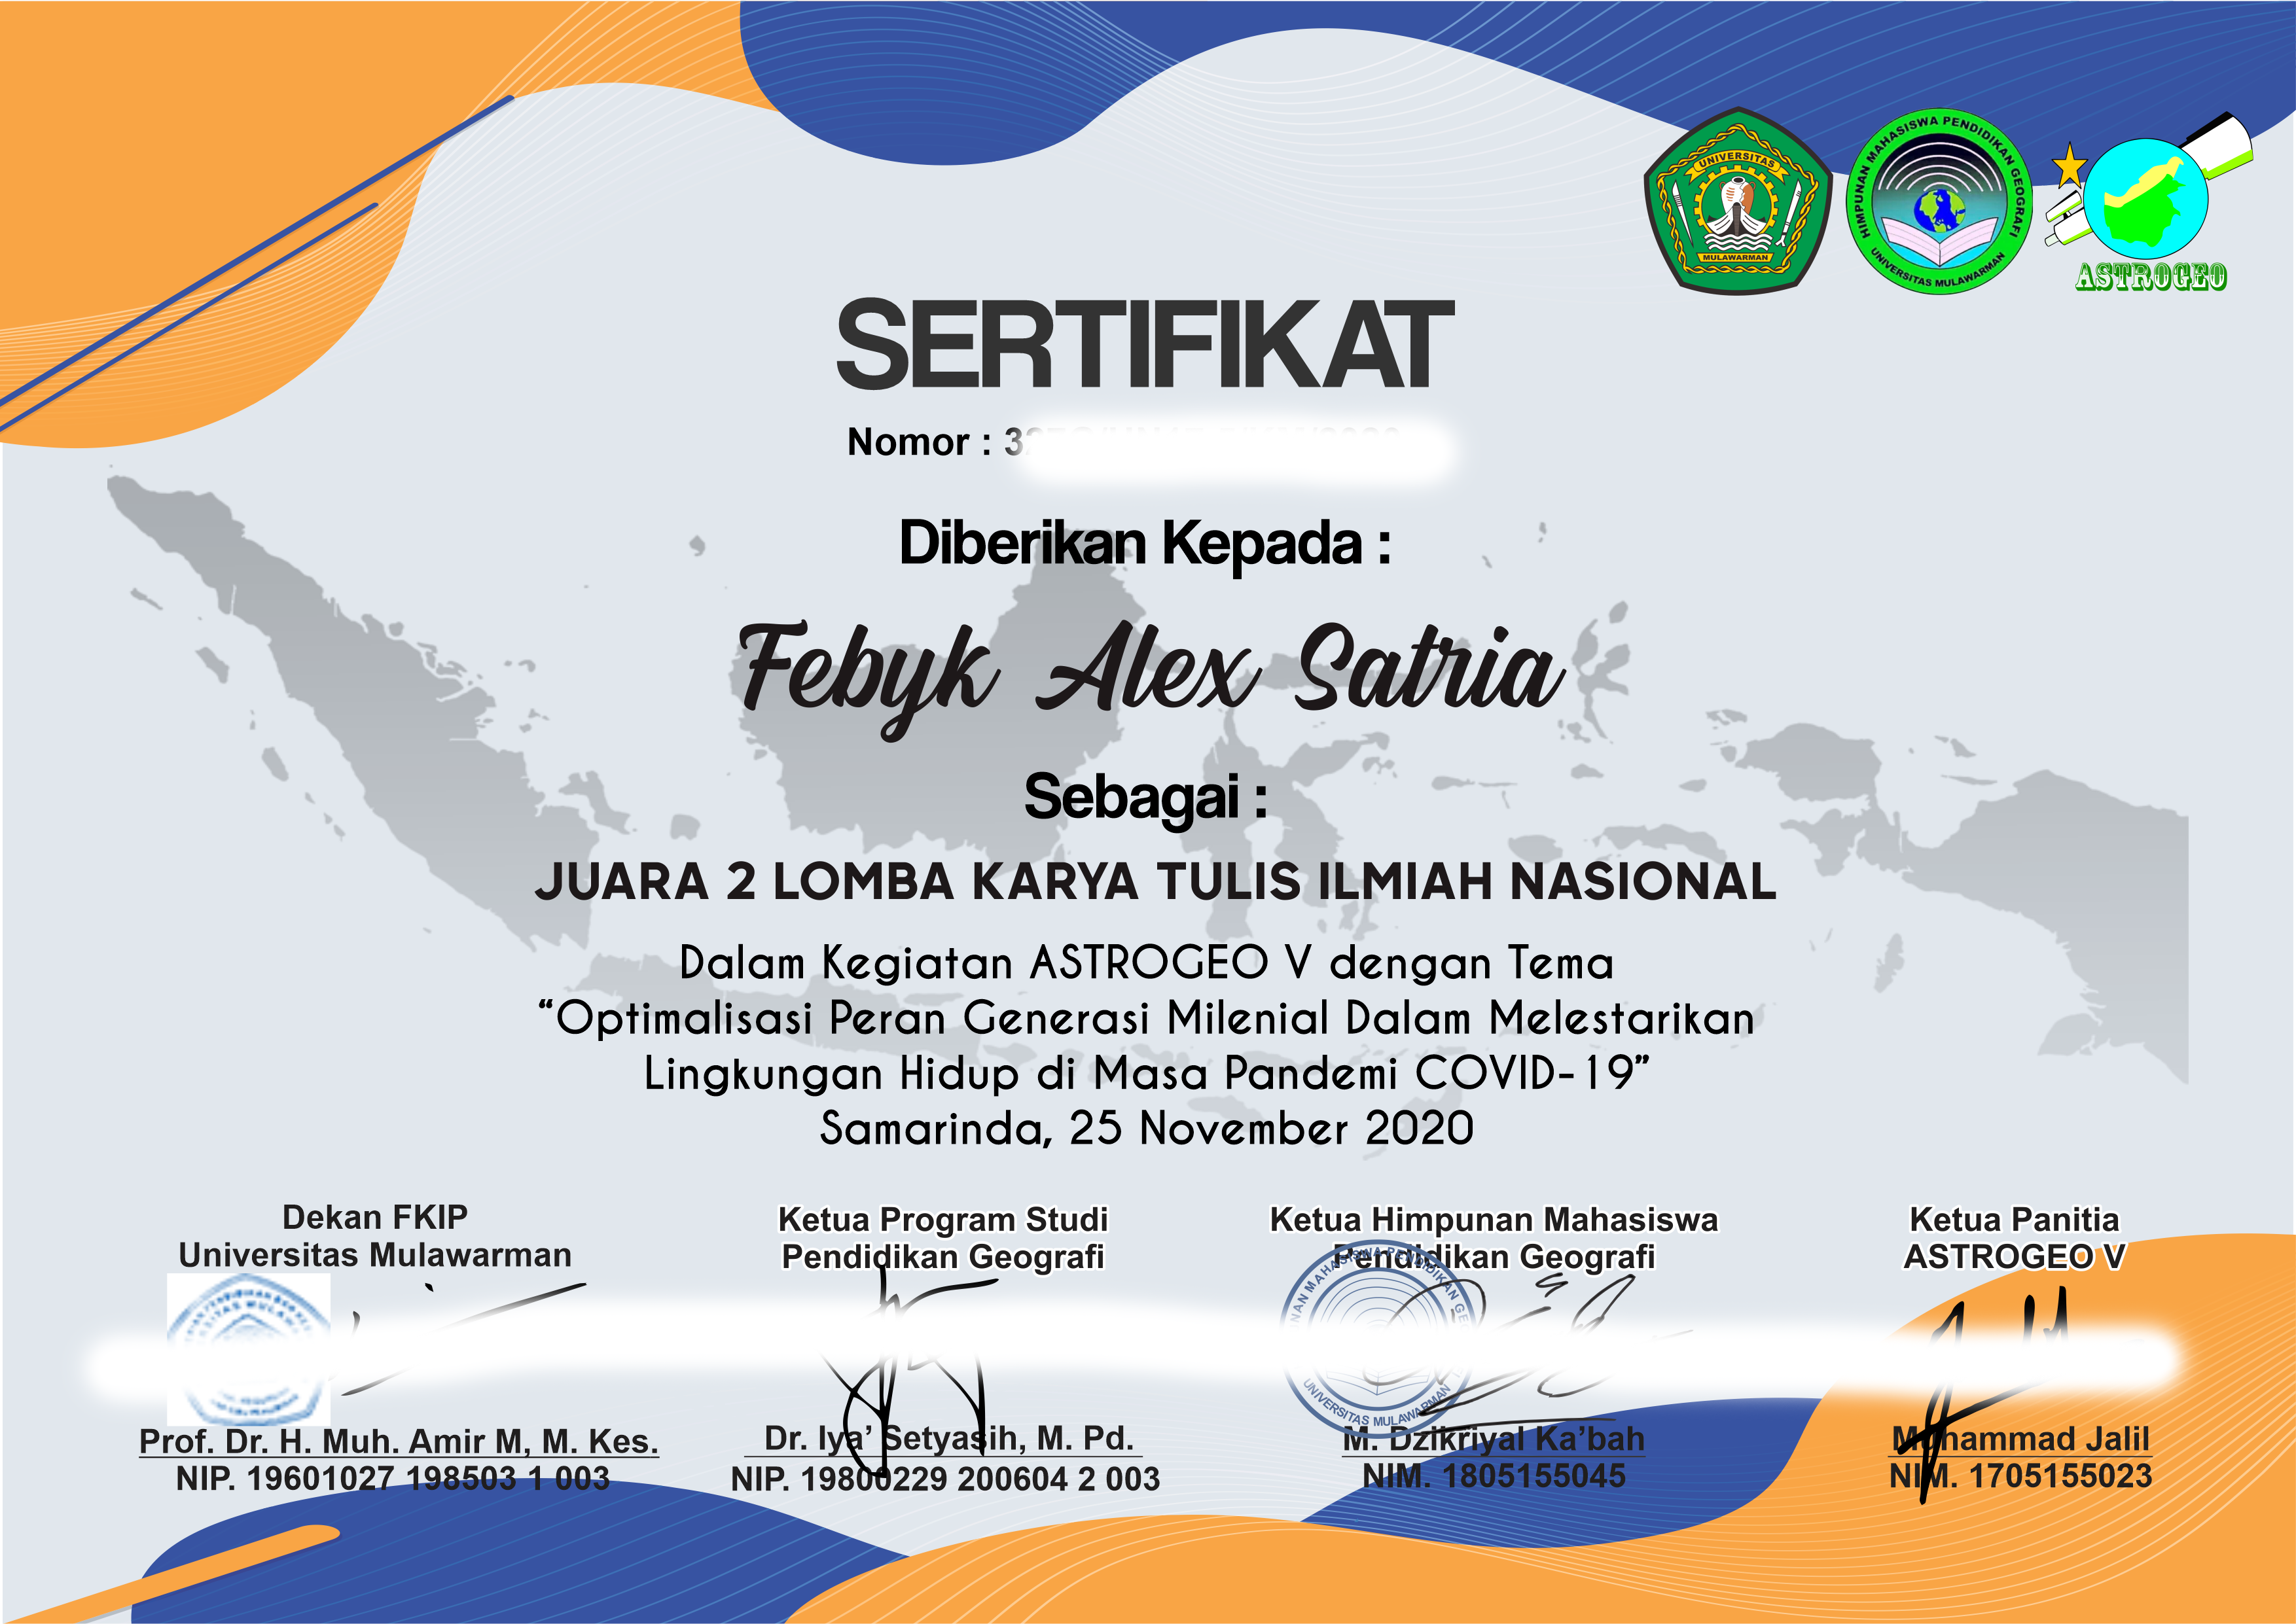 UNIVERSITAS
MULAWARMAN
HIMPUNAN MAHASISWA PENDIDIKAN GEOGRAFI
UNIVERSITAS MULAWARMAN
ASTROGEO
SERTIFIKAT
Nomor :
Diberikan Kepada :
Febyk Alex Satria
Sebagai :
JUARA 2 LOMBA KARYA TULIS ILMIAH NASIONAL
Dalam Kegiatan ASTROGEO V dengan Tema
“Optimalisasi Peran Generasi Milenial Dalam Melestarikan
Lingkungan Hidup di Masa Pandemi COVID-19”
Samarinda, 25 November 2020
Dekan FKIP
Universitas Mulawarman
Prof. Dr. H. Muh. Amir M, M. Kes.
NIP. 19601027 198503 1 003
Ketua Program Studi
Pendidikan Geografi
Dr. Iya’ Setyasih, M. Pd.
NIP. 19800229 200604 2 003
Ketua Himpunan Mahasiswa
Pendidikan Geografi
MAHASISWA PENDIDIKAN
UNIVERSITAS MULAWARMAN
M. Dzikriyal Ka’bah
NIM. 1805155045
Ketua Panitia
ASTROGEO V
Muhammad Jalil
NIM. 1705155023